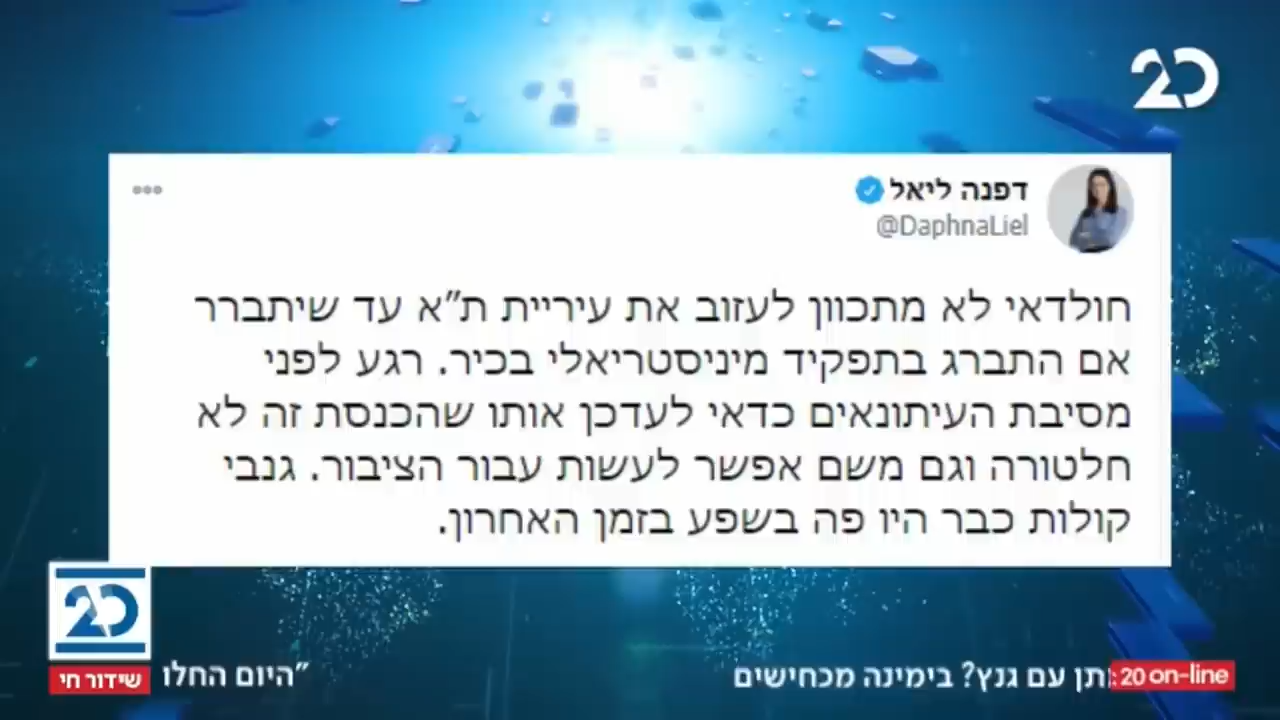 20
דפנה ליאל
@DaphnaLiel
חולדאי לא מתכוון לעזוב את עיריית ת"א עד שיתברר
אם התברג בתפקיד מיניסטריאלי בכיר. רגע לפני
מסיבת העיתונאים כדאי לעדכן אותו שהכנסת זה לא
חלטורה וגם משם אפשר לעשות עבור הציבור. גנבי
קולות כבר היו פה בשפע בזמן האחרון.
20
שידור חי
20 on-line
עם גנץ? בימינה מכחישים
"היום החלו